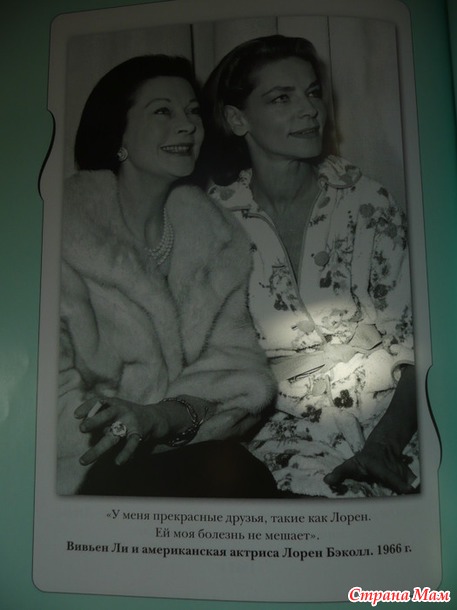 «У меня прекрасные друзья, такие как Лорен.
Ей моя болезнь не мешает».
Вивьен Ли и американская актриса Лорен Бэколл. 1966 г.
Страна Мам